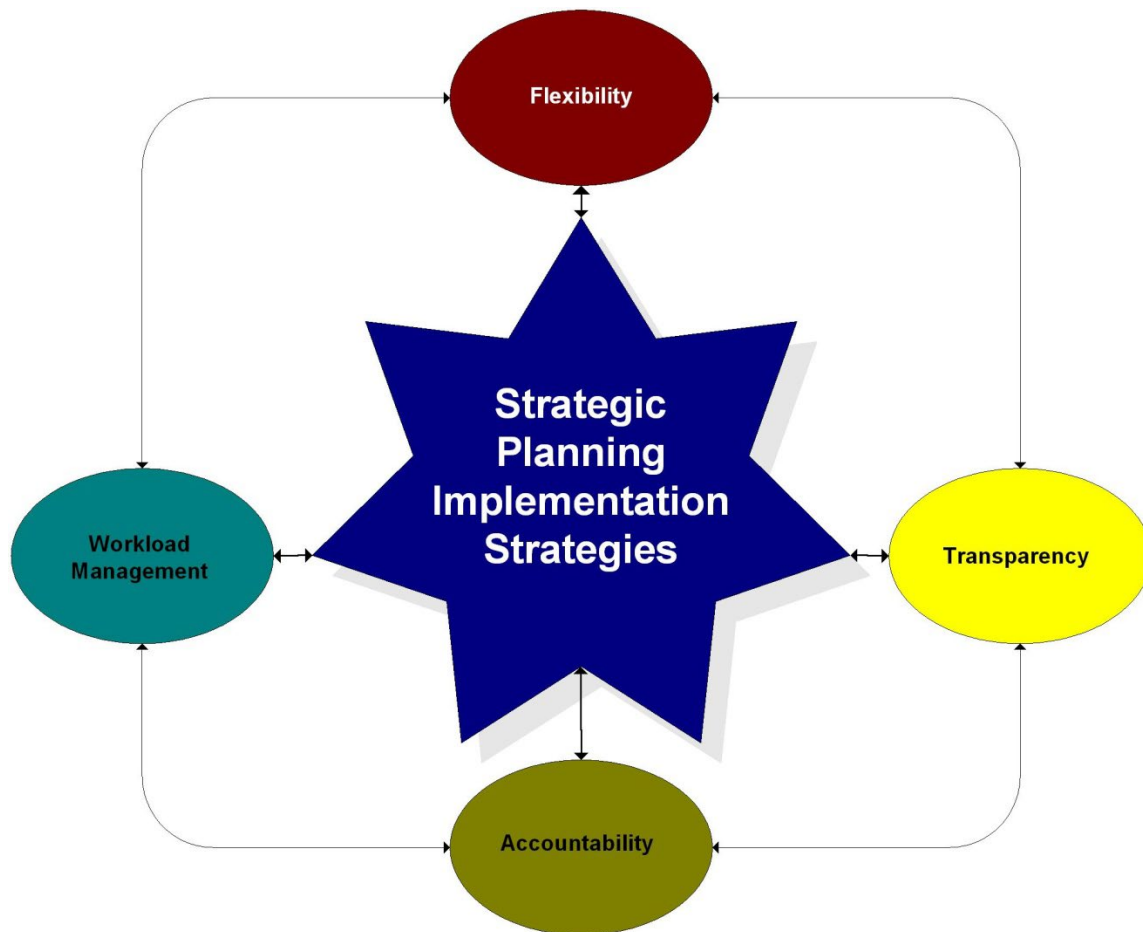 Flexibility
Strategic
Planning
Implementation
Strategies
Workload
Management
Transparency
Accountability